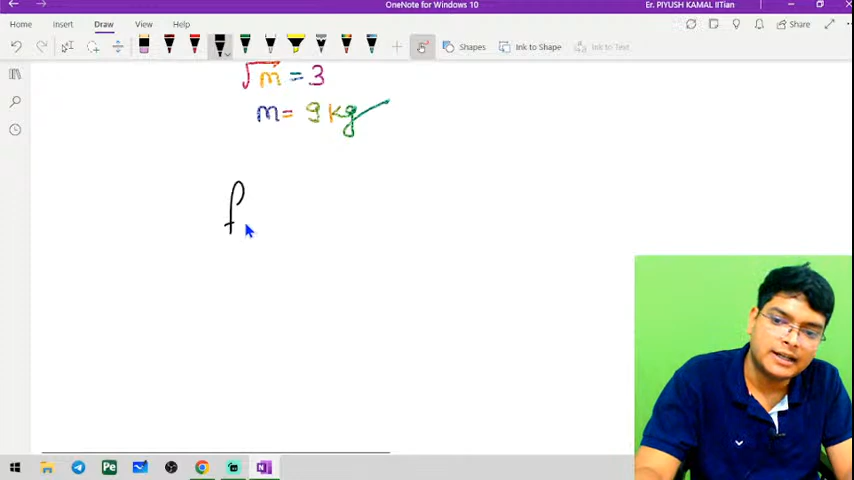 OneNote for Windows 10
Er. PIYUSH KAMAL IITian
Home Insert Draw View Help
Share
Shapes Ink to Shape Ink to Text
√m = 3
m = 9 kg
f
Pe
N